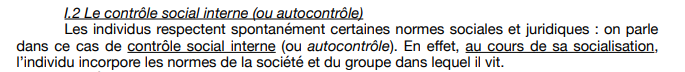 I.2 Le contrôle social interne (ou autocontrôle)
Les individus respectent spontanément certaines normes sociales et juridiques : on parle
dans ce cas de contrôle social interne (ou autocontrôle). En effet, au cours de sa socialisation,
l'individu incorpore les normes de la société et du groupe dans lequel il vit.